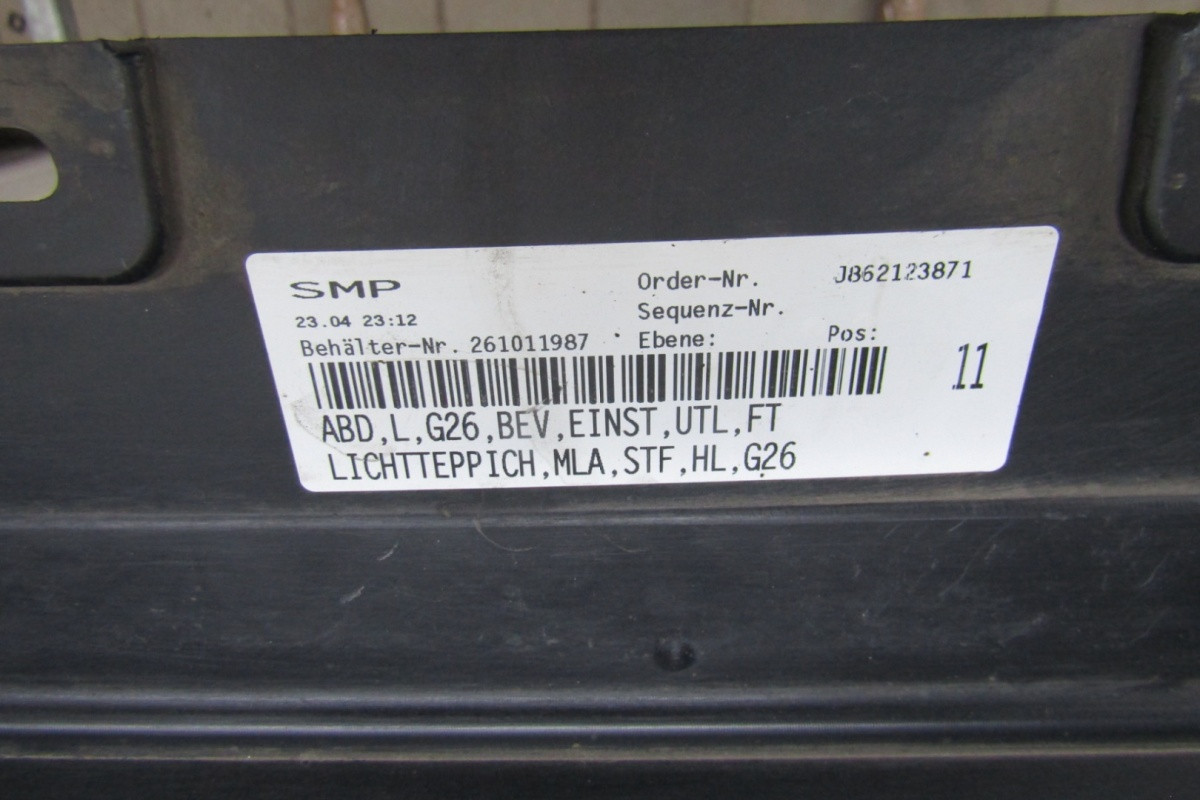 SMP
23.04 23:12
Behälter-Nr. 261011987
Order-Nr. J862123871
Sequenz-Nr.
Ebene: Pos:
11
ABD,L,G26,BEV,EINST,UTL,FT
LICHTTEPPICH,MLA,STF,HL,G26